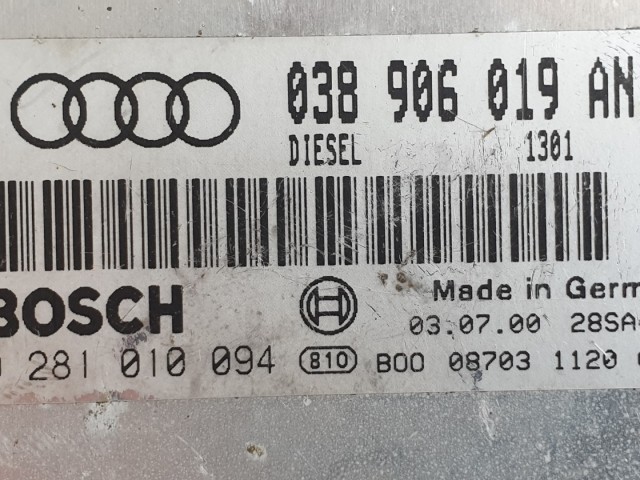 038 906 019 AN
DIESEL 1301
BOSCH Made in Germ
03.07.00 28SA
281 010 094 810 B00 08703 1120